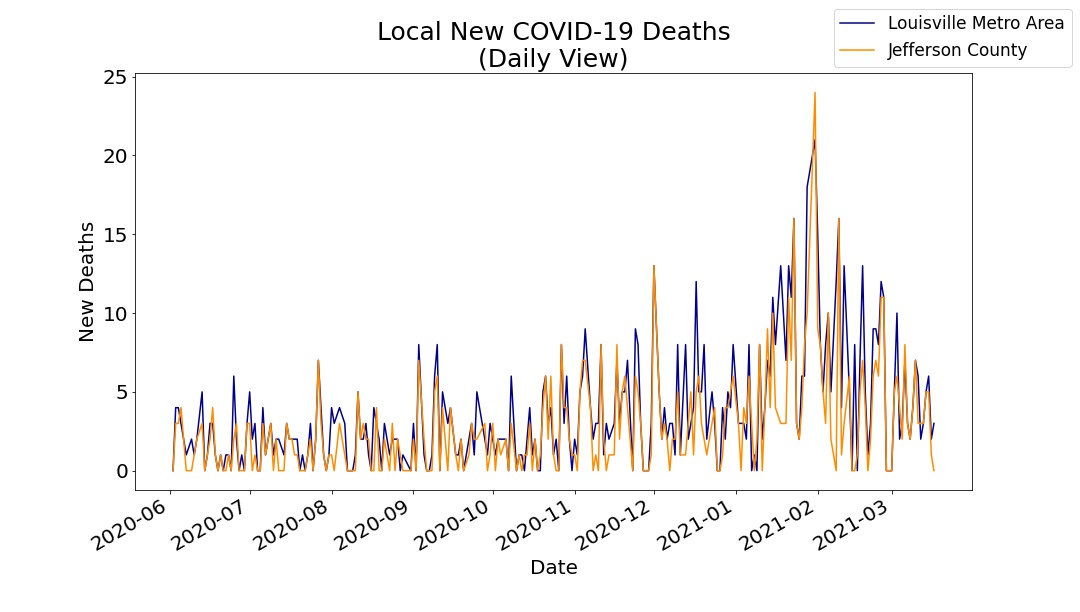 Local New COVID-19 Deaths
(Daily View)
Louisville Metro Area
Jefferson County
New Deaths
25
20
15
10
5
0
2020-06
2020-07
2020-08
2020-09
2020-10
2020-11
2020-12
2021-01
2021-02
2021-03
Date